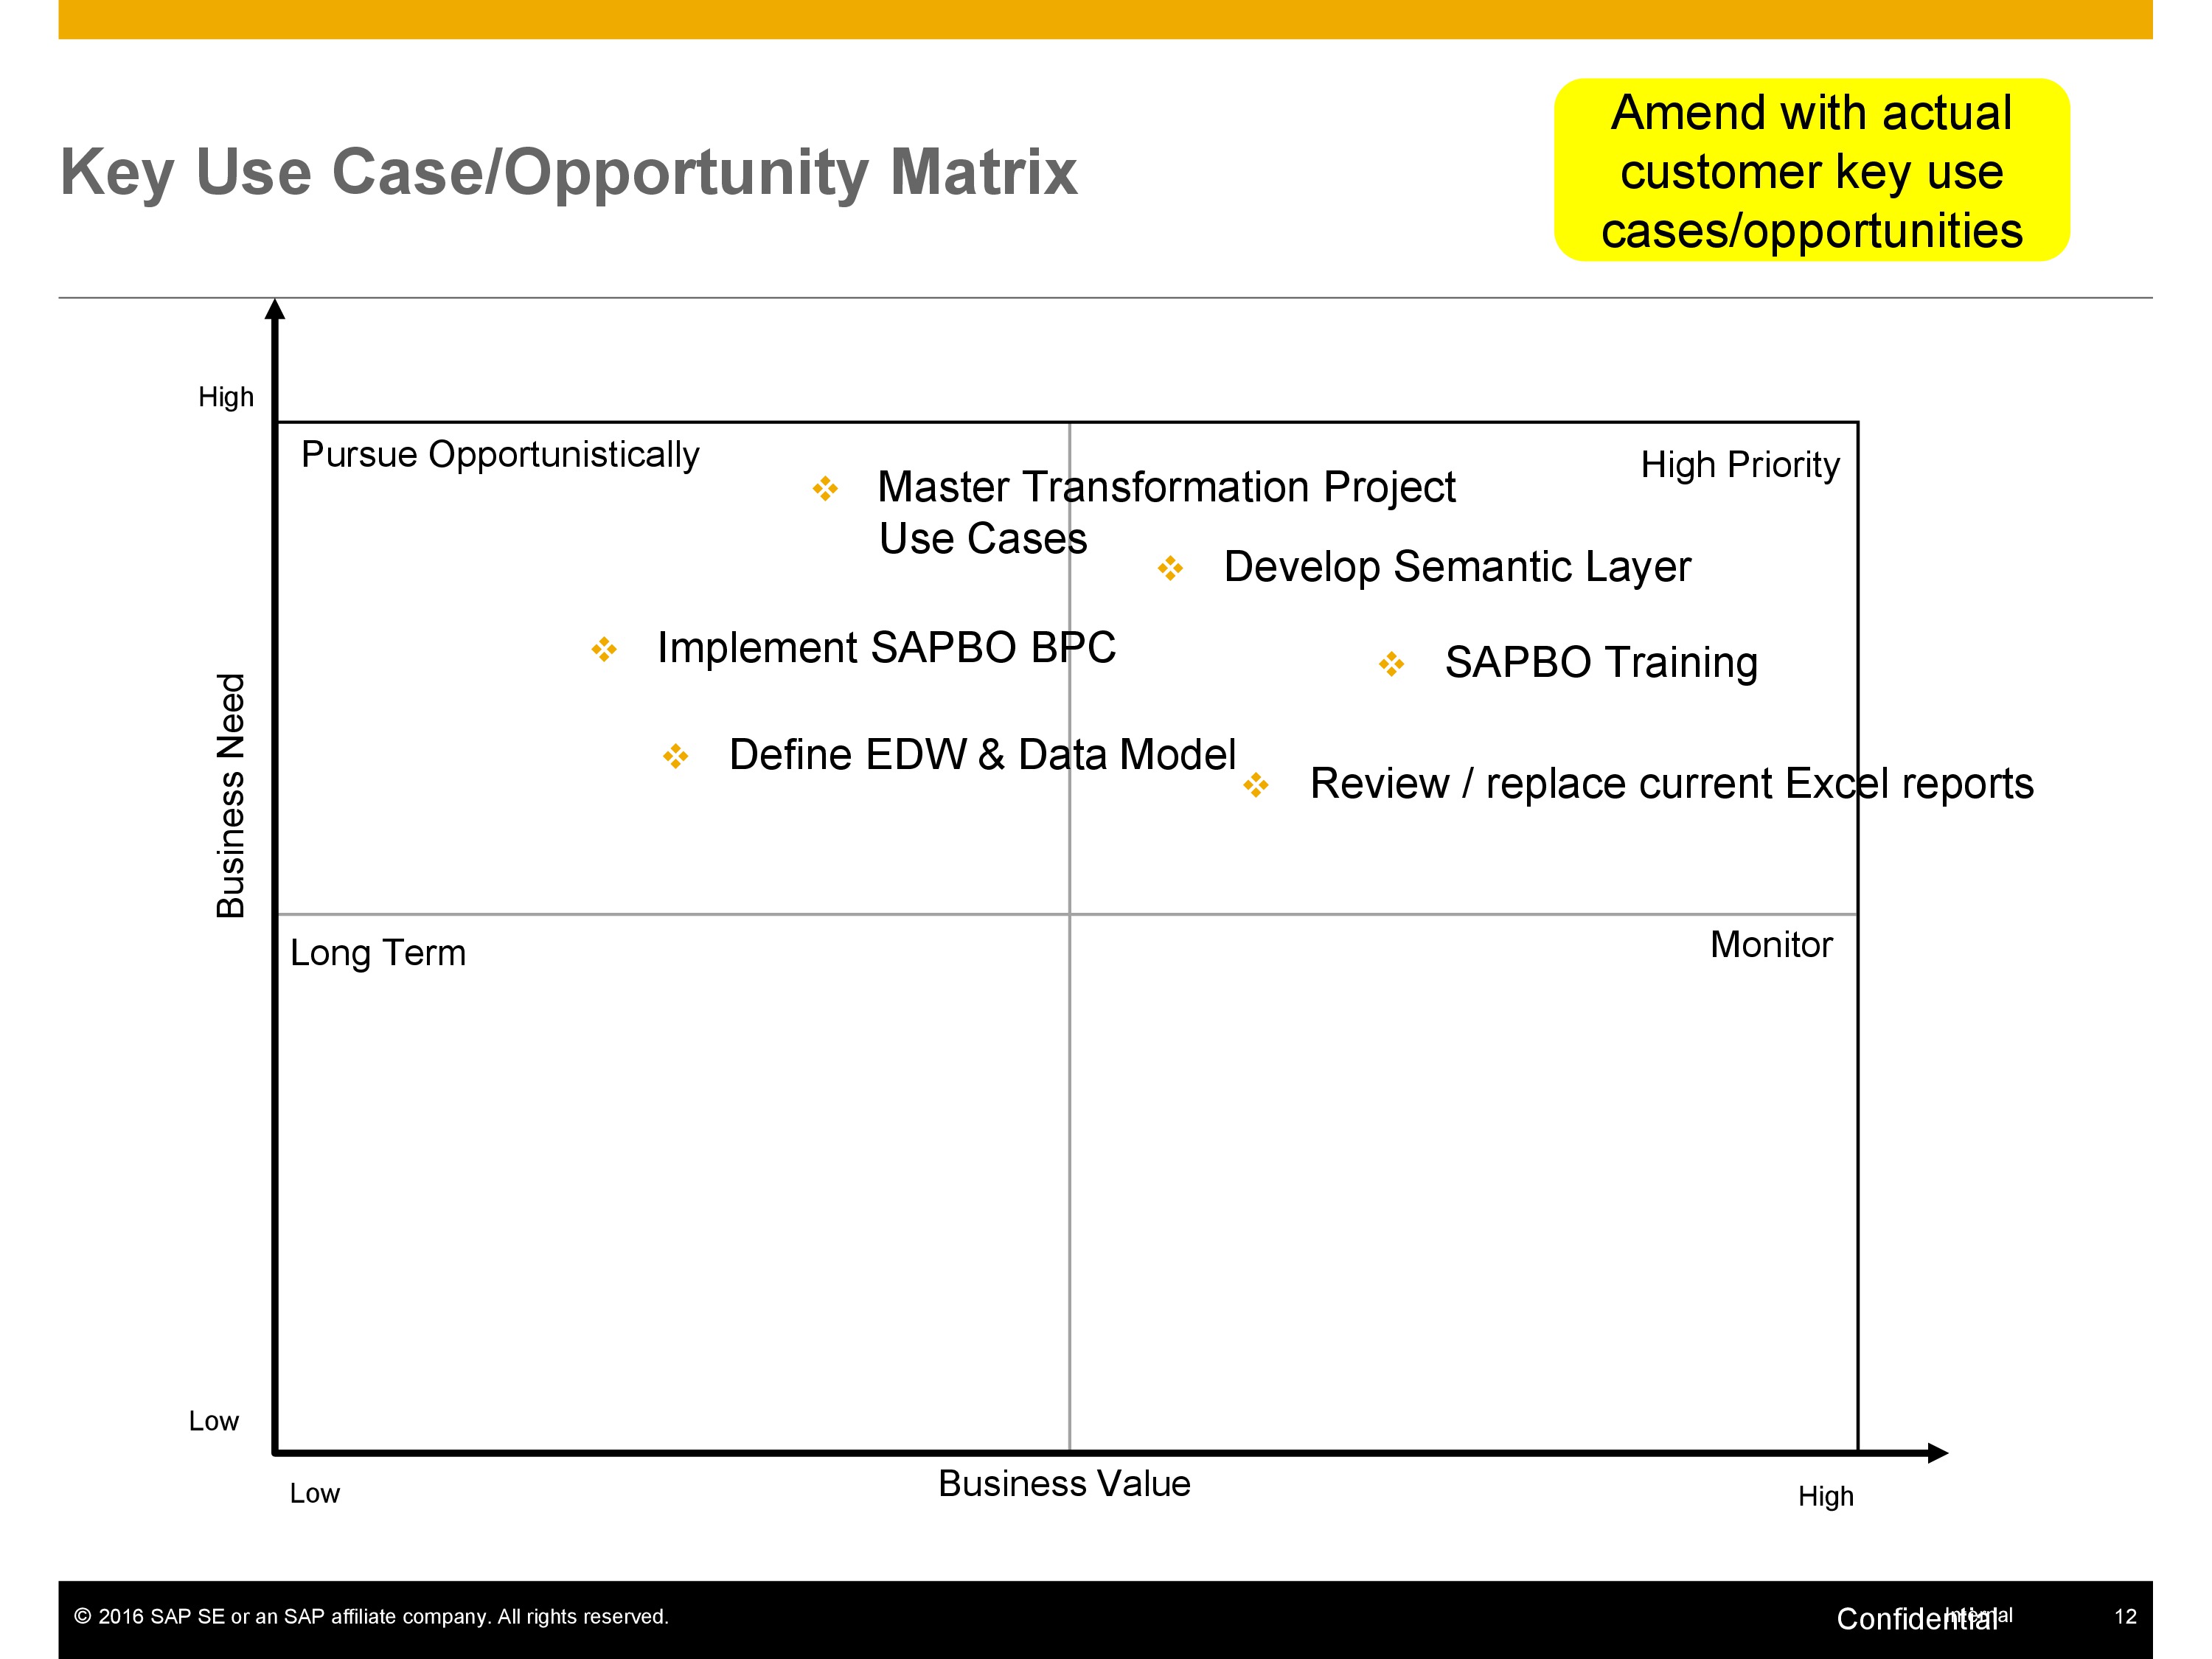 Key Use Case/Opportunity Matrix
Amend with actual
customer key use
cases/opportunities
High
Pursue Opportunistically
High Priority
Master Transformation Project
Use Cases
Develop Semantic Layer
Implement SAPBO BPC
SAPBO Training
Define EDW & Data Model
Review / replace current Excel reports
Business Need
Long Term
Monitor
Low
Low
Business Value
High
© 2016 SAP SE or an SAP affiliate company. All rights reserved.
Confidential
Internal
12